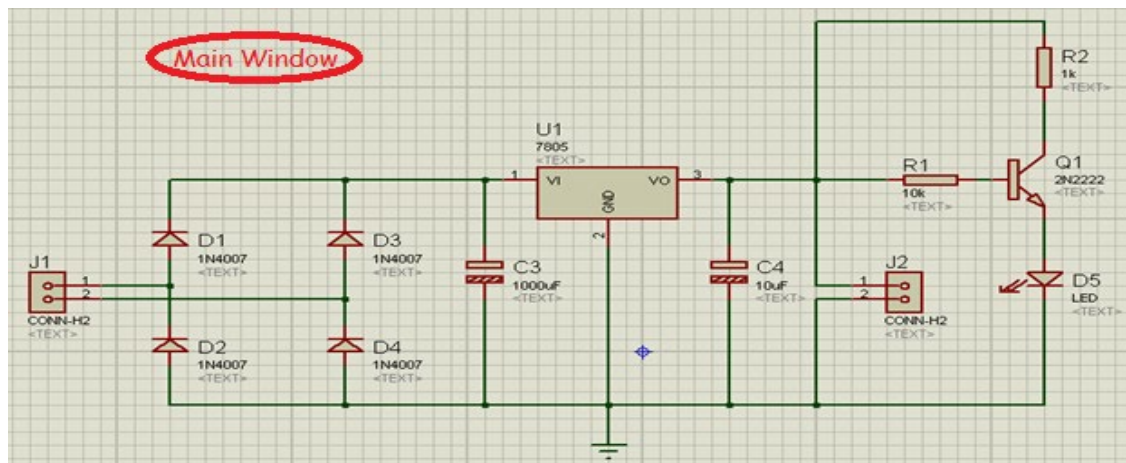 Main Window
R2
1k
<TEXT>
U1
7805
<TEXT>
1
VI
VO
3
GND
2
R1
10k
<TEXT>
Q1
2N2222
<TEXT>
D1
1N4007
<TEXT>
D3
1N4007
<TEXT>
J1
1
2
CONN-H2
<TEXT>
C3
1000uF
<TEXT>
C4
10uF
<TEXT>
J2
1
2
CONN-H2
<TEXT>
D5
LED
<TEXT>
D2
1N4007
<TEXT>
D4
1N4007
<TEXT>